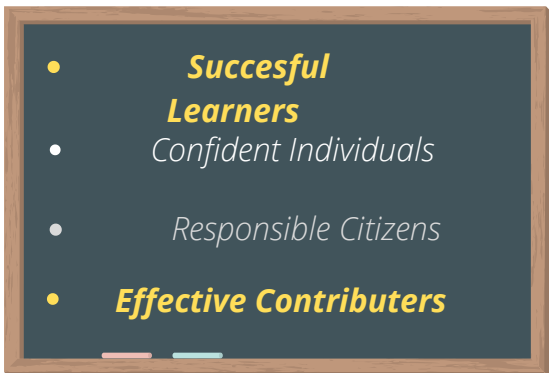 • Succesful
Learners
• Confident Individuals
• Responsible Citizens
• Effective Contributers